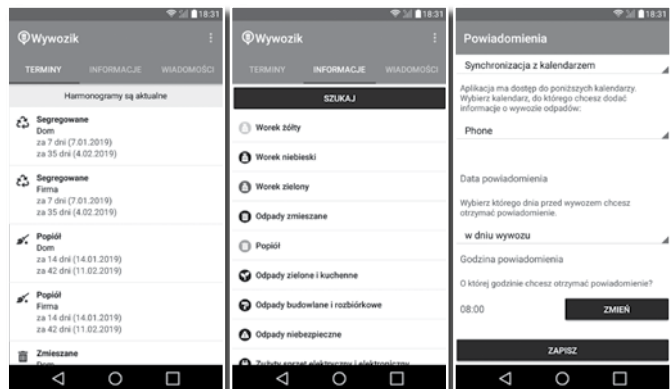 18:31
Wywozik
TERMINY INFORMACJE WIADOMOŚCI
Harmonogramy są aktualne
Segregowane
Dom
za 7 dni (7.01.2019)
za 35 dni (4.02.2019)
Segregowane
Firma
za 7 dni (7.01.2019)
za 35 dni (4.02.2019)
Popiół
Dom
za 14 dni (14.01.2019)
za 42 dni (11.02.2019)
Popiół
Firma
za 14 dni (14.01.2019)
za 42 dni (11.02.2019)
Zmieszane
Dom
18:31
Wywozik
TERMINY INFORMACJE WIADOMOŚCI
SZUKAJ
Worek żółty
Worek niebieski
Worek zielony
Odpady zmieszane
Popiół
Odpady zielone i kuchenne
Odpady budowlane i rozbiórkowe
Odpady niebezpieczne
Zużyty sprzęt elektryczny i elektroniczny
18:31
Powiadomienia
Synchronizacja z kalendarzem
Aplikacja ma dostęp do poniższych kalendarzy.
Wybierz kalendarz, do którego chcesz dodać
informacje o wywozie odpadów:
Phone
Data powiadomienia
Wybierz którego dnia przed wywozem chcesz
otrzymać powiadomienie.
w dniu wywozu
Godzina powiadomienia
O której godzinie chcesz otrzymać powiadomienie?
08:00 ZMIEŃ
ZAPISZ